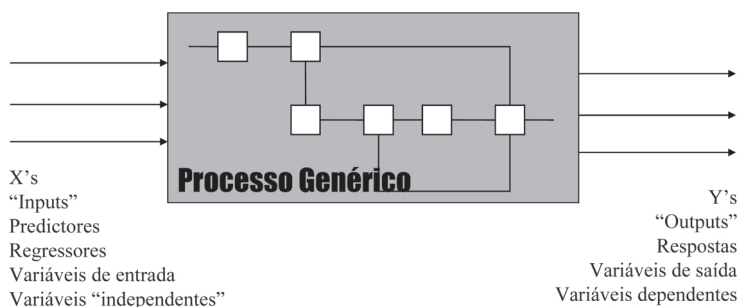 Processo Genérico
X’s
“Inputs”
Predictores
Regressores
Variáveis de entrada
Variáveis “independentes”
Y’s
“Outputs”
Respostas
Variáveis de saída
Variáveis dependentes